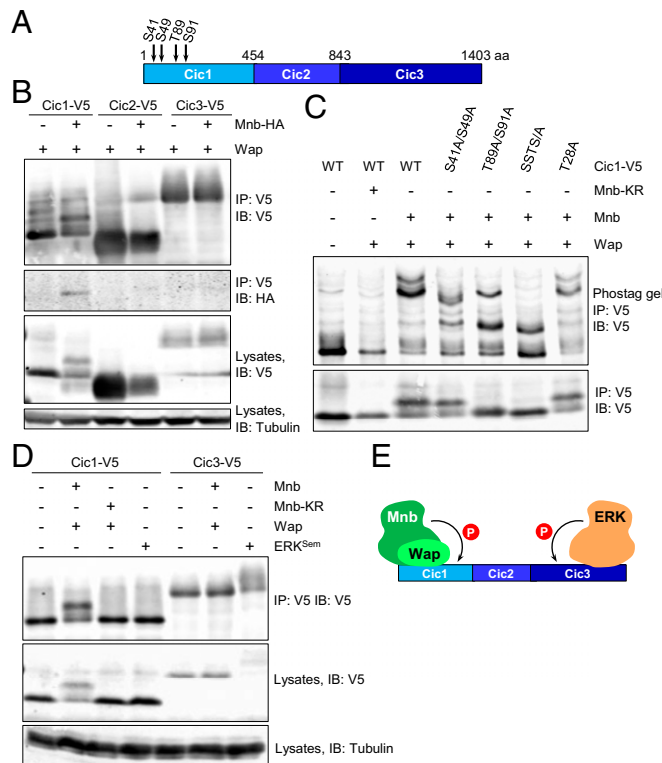 A
S41
S49
T89
S91
1 454 843 1403 aa
Cic1 Cic2 Cic3
B
Cic1-V5 Cic2-V5 Cic3-V5
- + - + - + Mnb-HA
+ + + + + + Wap
IP: V5
IB: V5
IP: V5
IB: HA
Lysates,
IB: V5
Lysates,
IB: Tubulin
C
WT WT WT S41A/S49A T89A/S91A SSTS/A T28A Cic1-V5
- + - - - - - Mnb-KR
- - + + + + + Mnb
- + + + + + + Wap
Phostag gel
IP: V5
IB: V5
IP: V5
IB: V5
D
Cic1-V5 Cic3-V5
- + - - - + - Mnb
- - + - - - - Mnb-KR
- + + - - + - Wap
- - - + - - + ERKSem
IP: V5 IB: V5
Lysates, IB: V5
Lysates, IB: Tubulin
E
Mnb P P ERK
Wap
Cic1 Cic2 Cic3